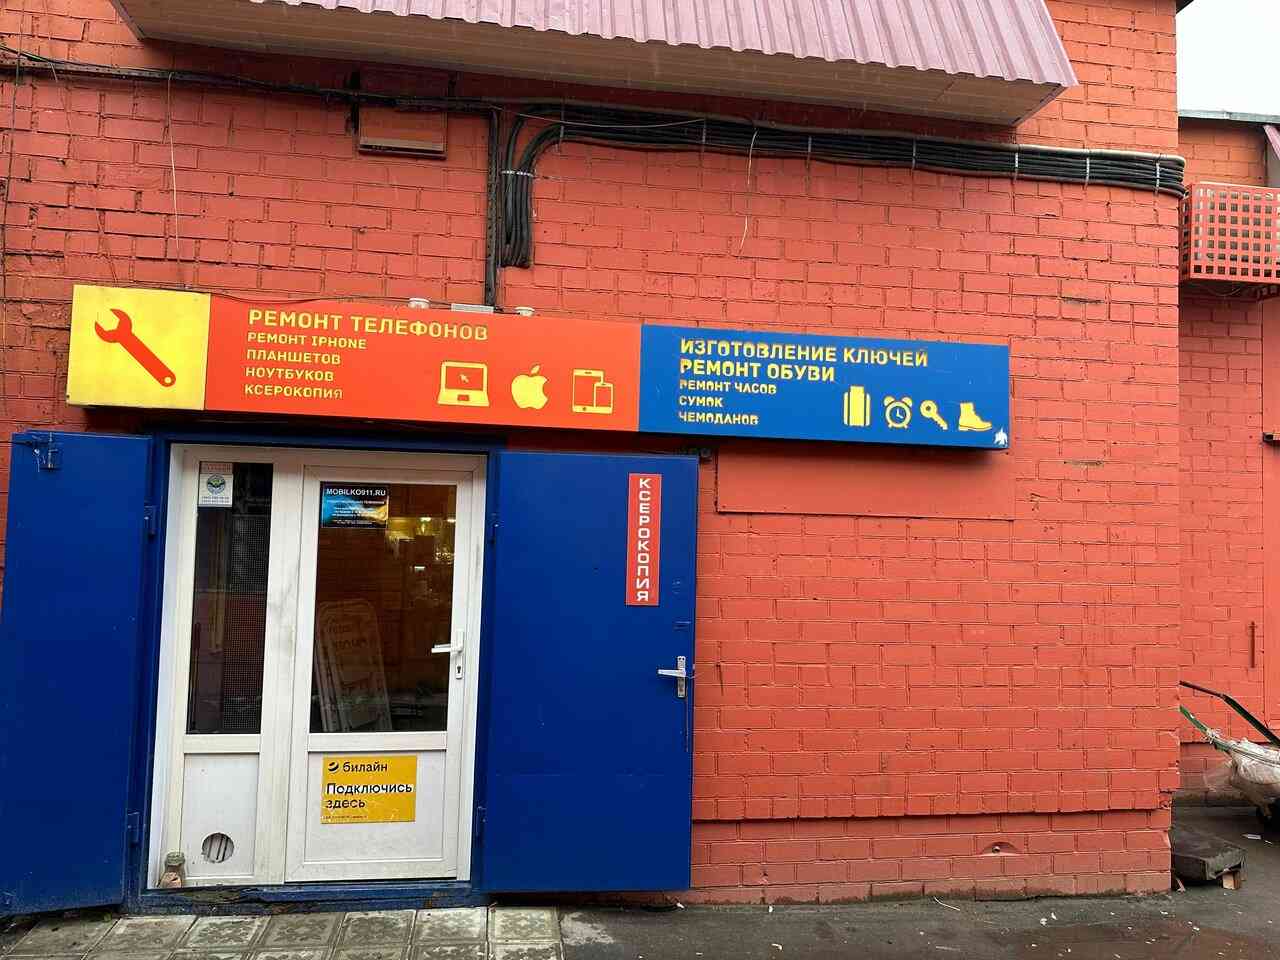 РЕМОНТ ТЕЛЕФОНОВ
РЕМОНТ IPHONE
ПЛАНШЕТОВ
НОУТБУКОВ
КСЕРОКОПИЯ
ИЗГОТОВЛЕНИЕ КЛЮЧЕЙ
РЕМОНТ ОБУВИ
РЕМОНТ ЧАСОВ
СУМОК
ЧЕМОДАНОВ
КСЕРОКОПИЯ
MOBILKO911.RU
билайн
Подключись
здесь